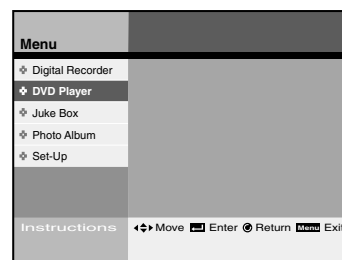 Menu
Digital Recorder
DVD Player
Juke Box
Photo Album
Set-Up
Instructions
Move Enter Return Menu Exit